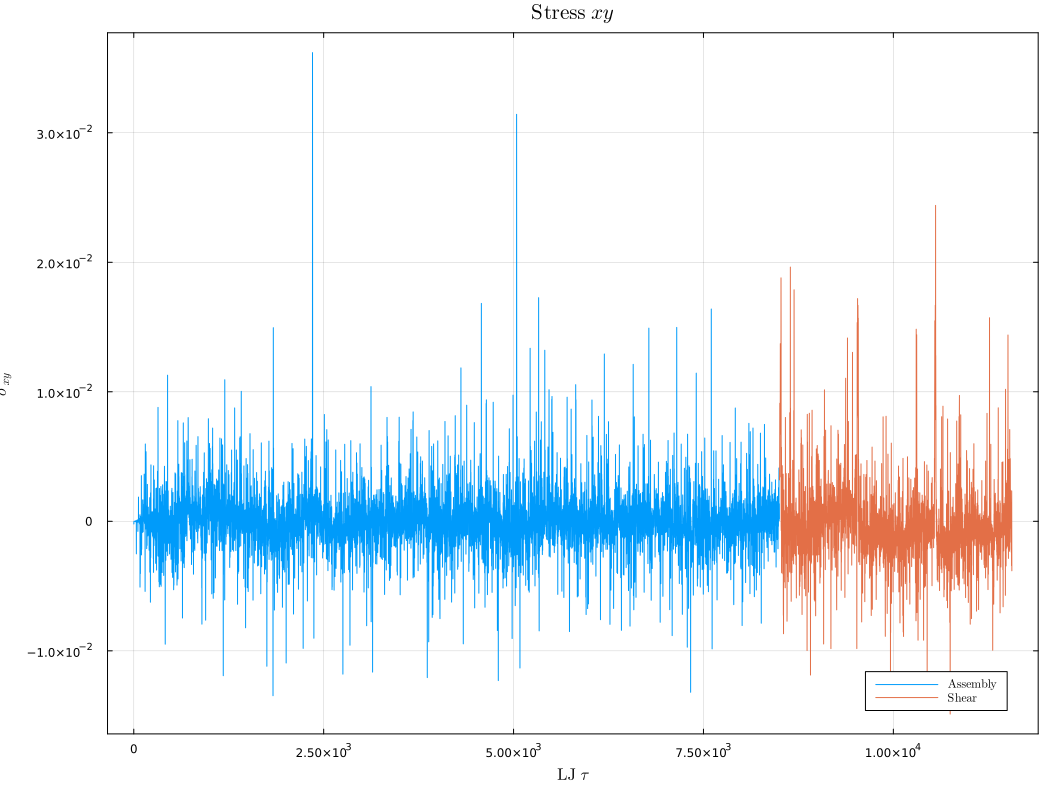 Stress xy
σ xy
3.0×10⁻²
2.0×10⁻²
1.0×10⁻²
0
−1.0×10⁻²
0 2.50×10³ 5.00×10³ 7.50×10³ 1.00×10⁴
LJ τ
Assembly
Shear